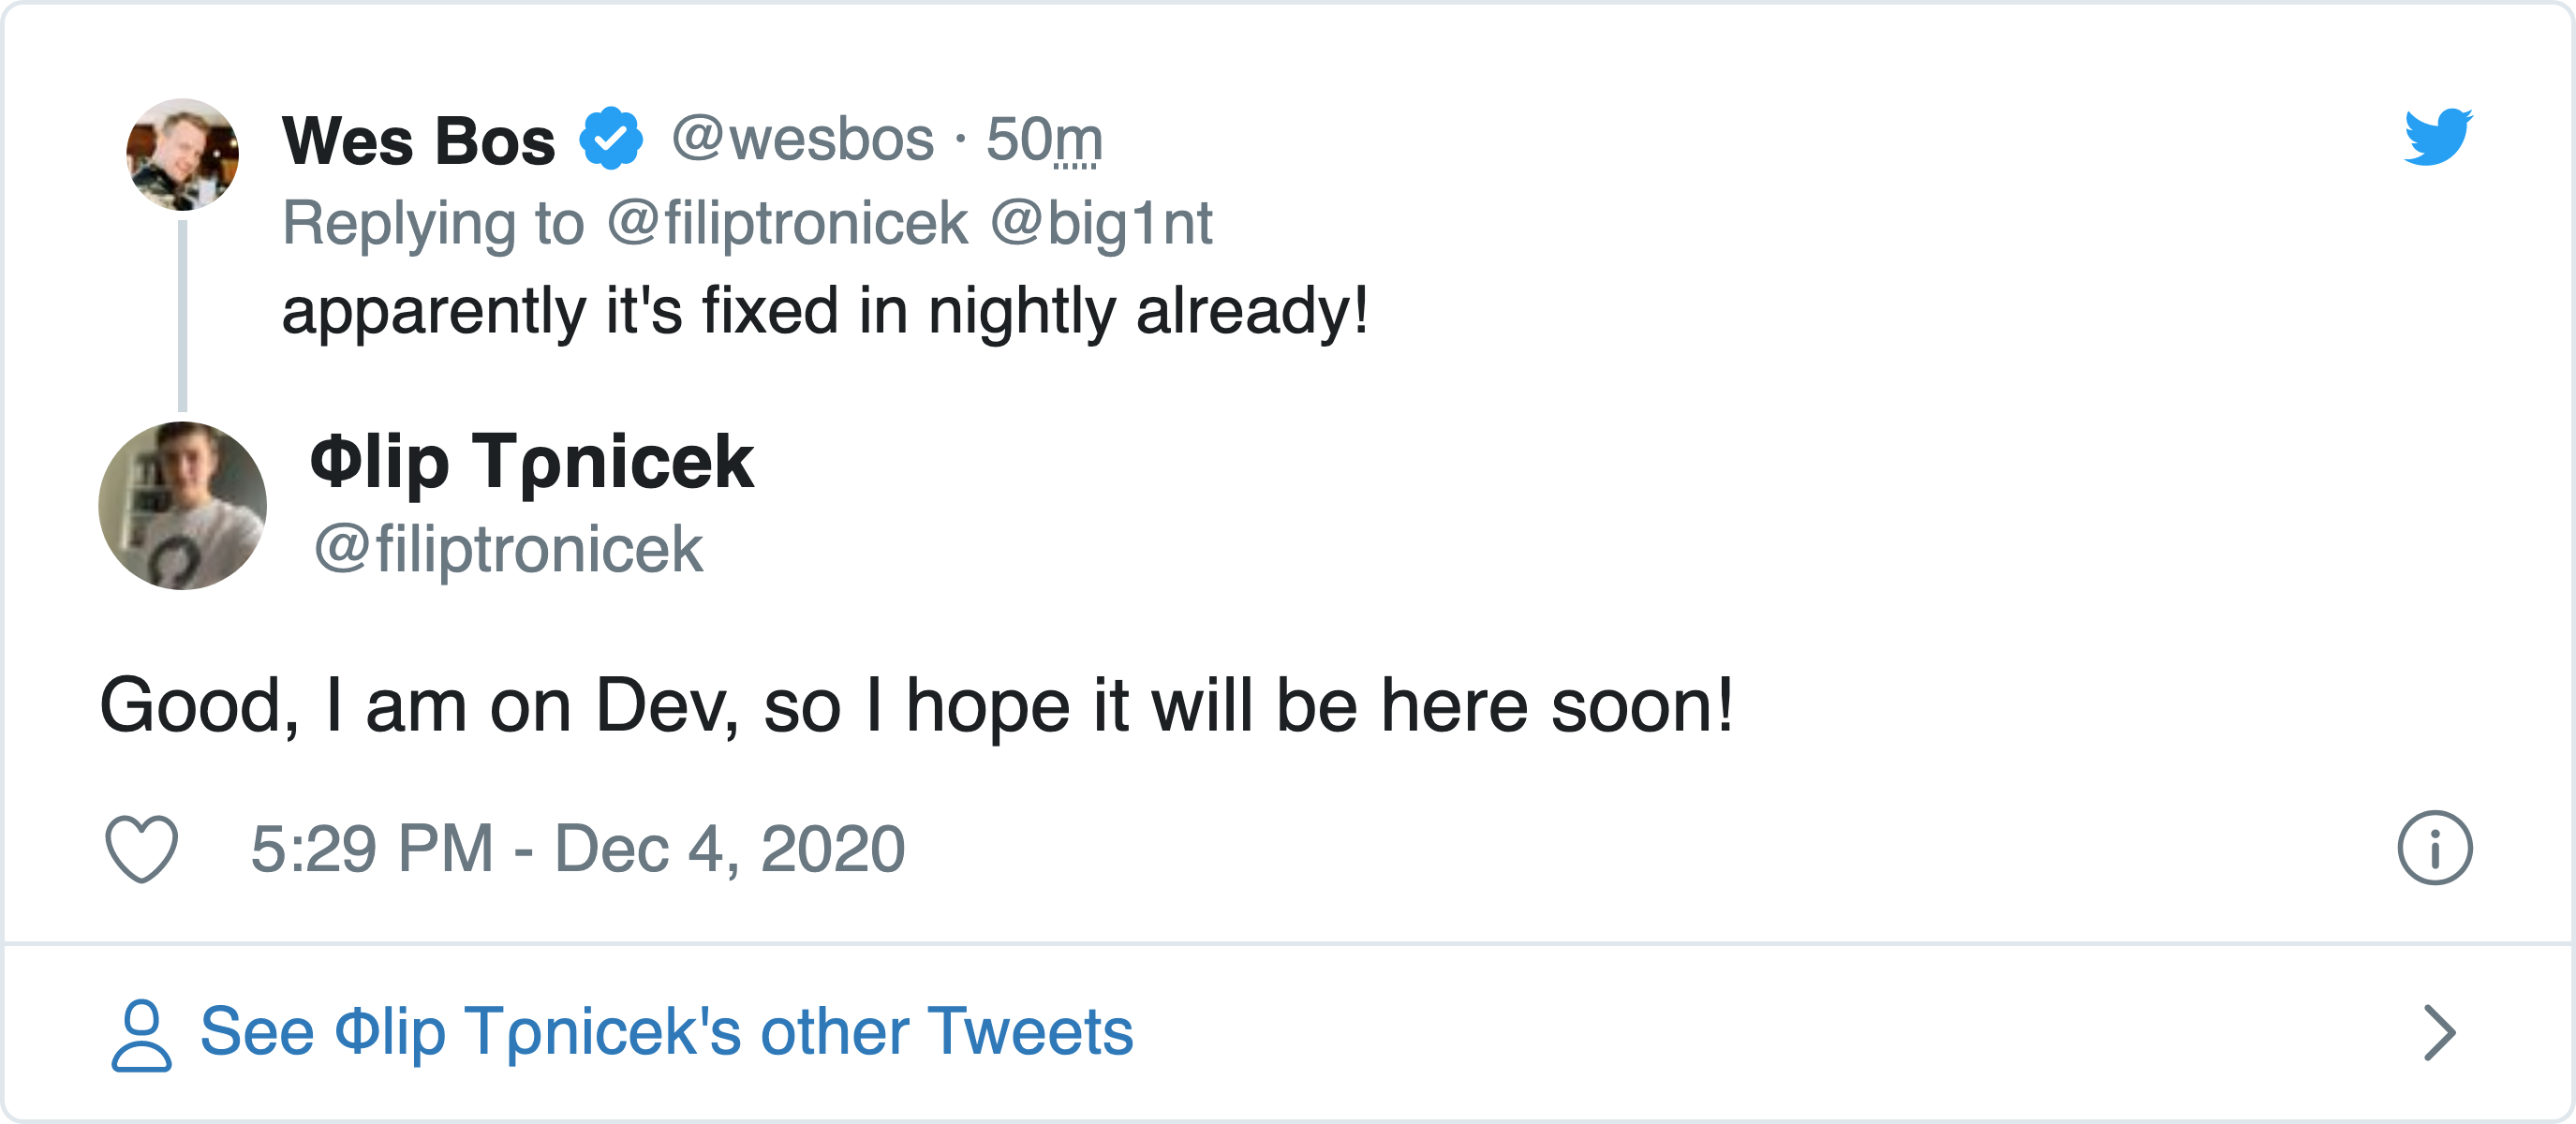 Wes Bos @wesbos · 50m
Replying to @filiptronicek @big1nt
apparently it's fixed in nightly already!
Φlip Tρnicek
@filiptronicek
Good, I am on Dev, so I hope it will be here soon!
5:29 PM - Dec 4, 2020
See Φlip Tρnicek's other Tweets